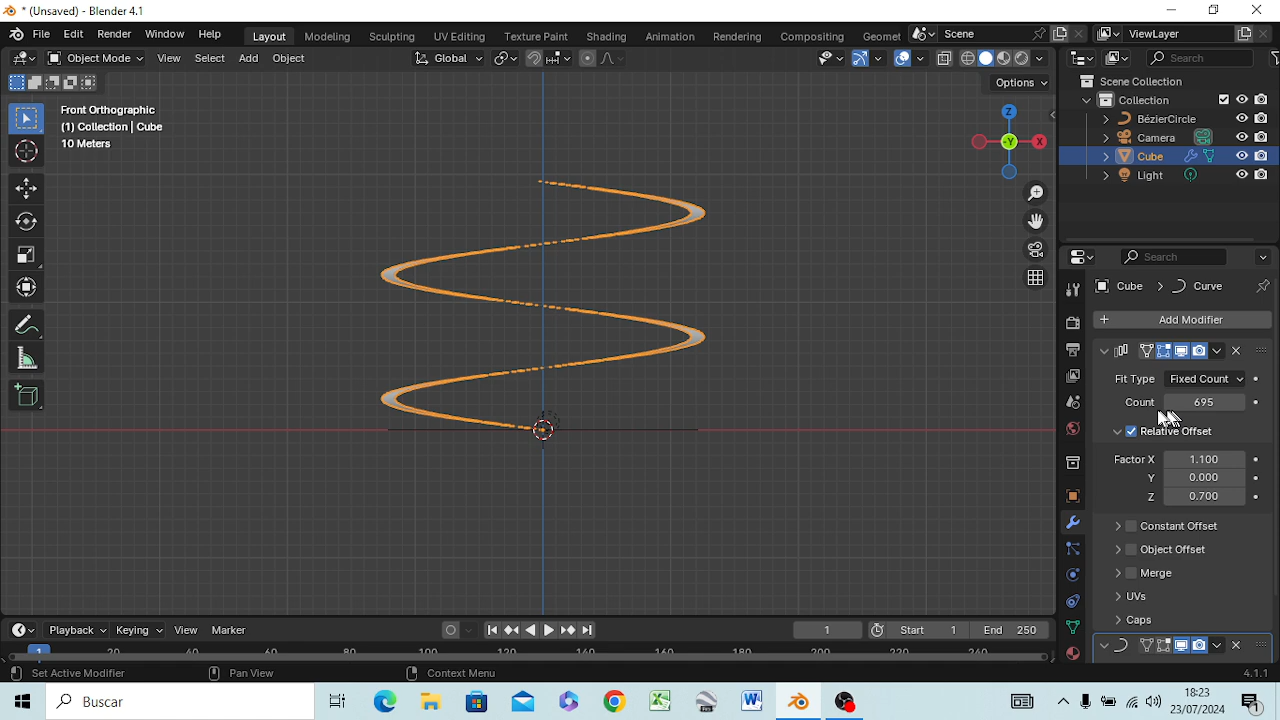 * (Unsaved) - Blender 4.1
File Edit Render Window Help Layout Modeling Sculpting UV Editing Texture Paint Shading Animation Rendering Compositing Geomet Scene ViewLayer
Object Mode View Select Add Object Global Search
Options
Scene Collection
Collection
BézierCircle
Camera
Cube
Light
Front Orthographic
(1) Collection | Cube
10 Meters
Z
-Y
X
Search
Cube Curve
+ Add Modifier
Fit Type Fixed Count
Count 695
Relative Offset
Factor X 1.100
Y 0.000
Z 0.700
Constant Offset
Object Offset
Merge
UVs
Caps
Playback Keying View Marker 1 Start 1 End 250
20 40 60 80 100 120 140 160 180 200 220 240
Set Active Modifier Pan View Context Menu 4.1.1
Buscar
18:23
23/07/2024